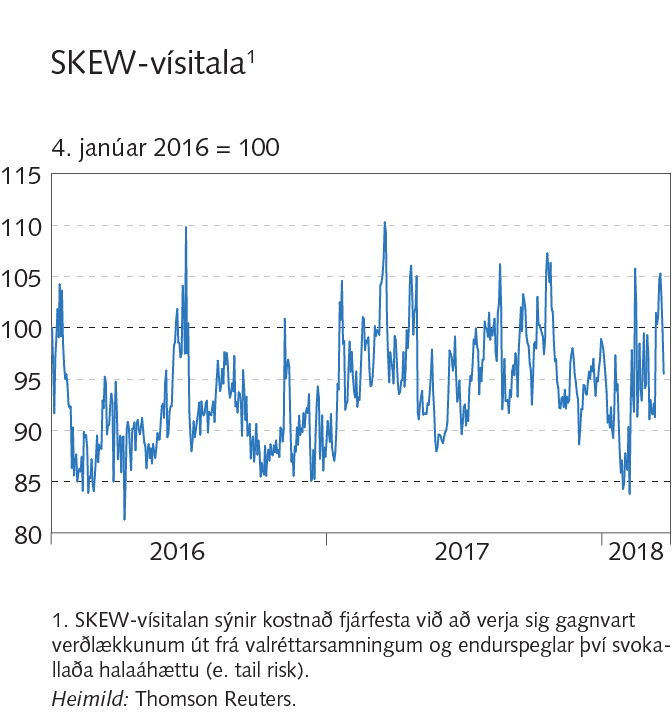 SKEW-vísitala¹
4. janúar 2016 = 100
115
110
105
100
95
90
85
80
2016 2017 2018
1. SKEW-vísitalan sýnir kostnað fjárfesta við að verja sig gagnvart
verðlækkunum út frá valréttarsamningum og endurspeglar því svoka-
llaða halaáhættu (e. tail risk).
Heimild: Thomson Reuters.